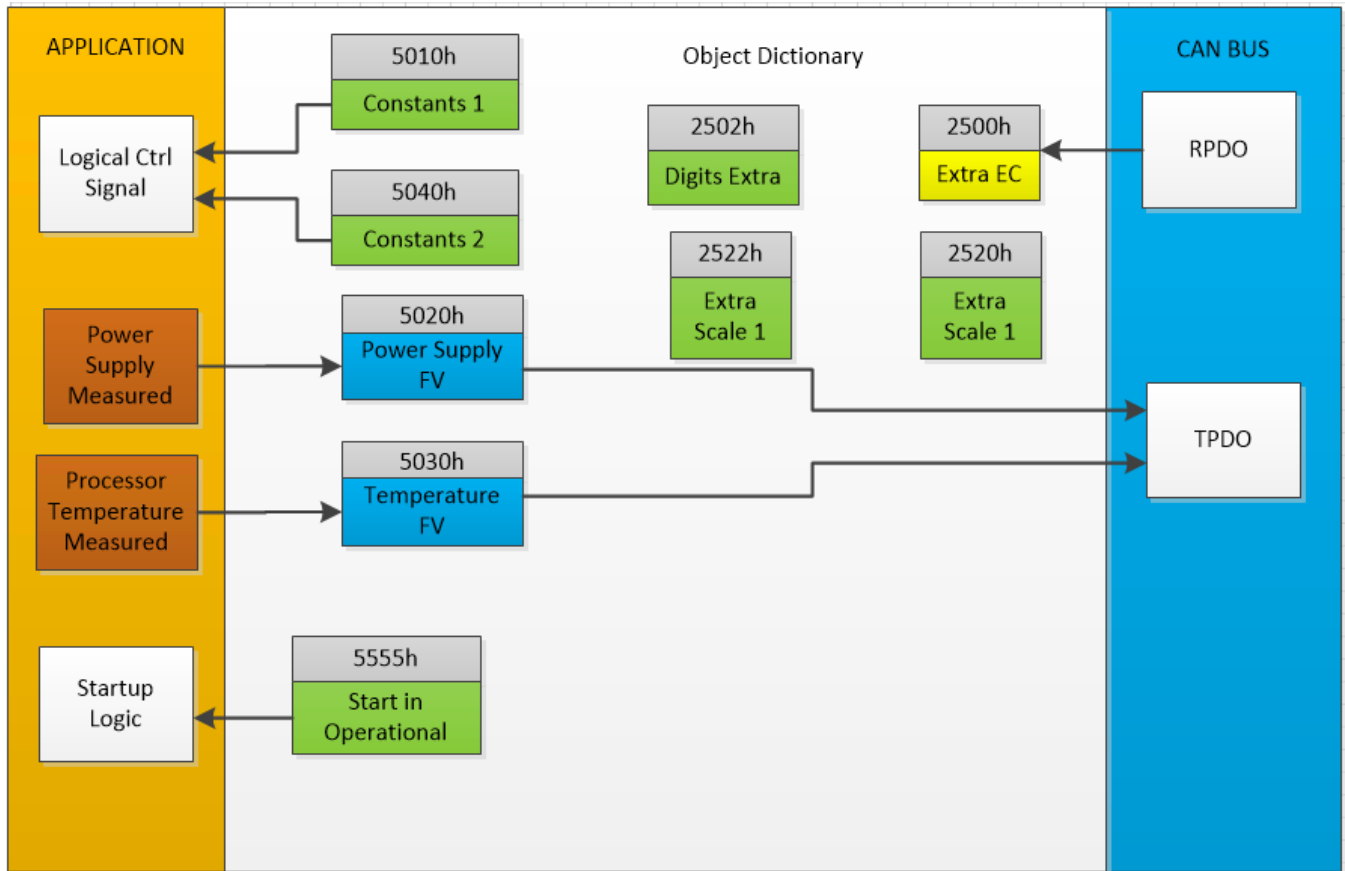 APPLICATION
Logical Ctrl
Signal
Power
Supply
Measured
Processor
Temperature
Measured
Startup
Logic
Object Dictionary
5010h
Constants 1
5040h
Constants 2
5020h
Power Supply
FV
5030h
Temperature
FV
5555h
Start in
Operational
2502h
Digits Extra
2500h
Extra EC
2522h
Extra
Scale 1
2520h
Extra
Scale 1
CAN BUS
RPDO
TPDO